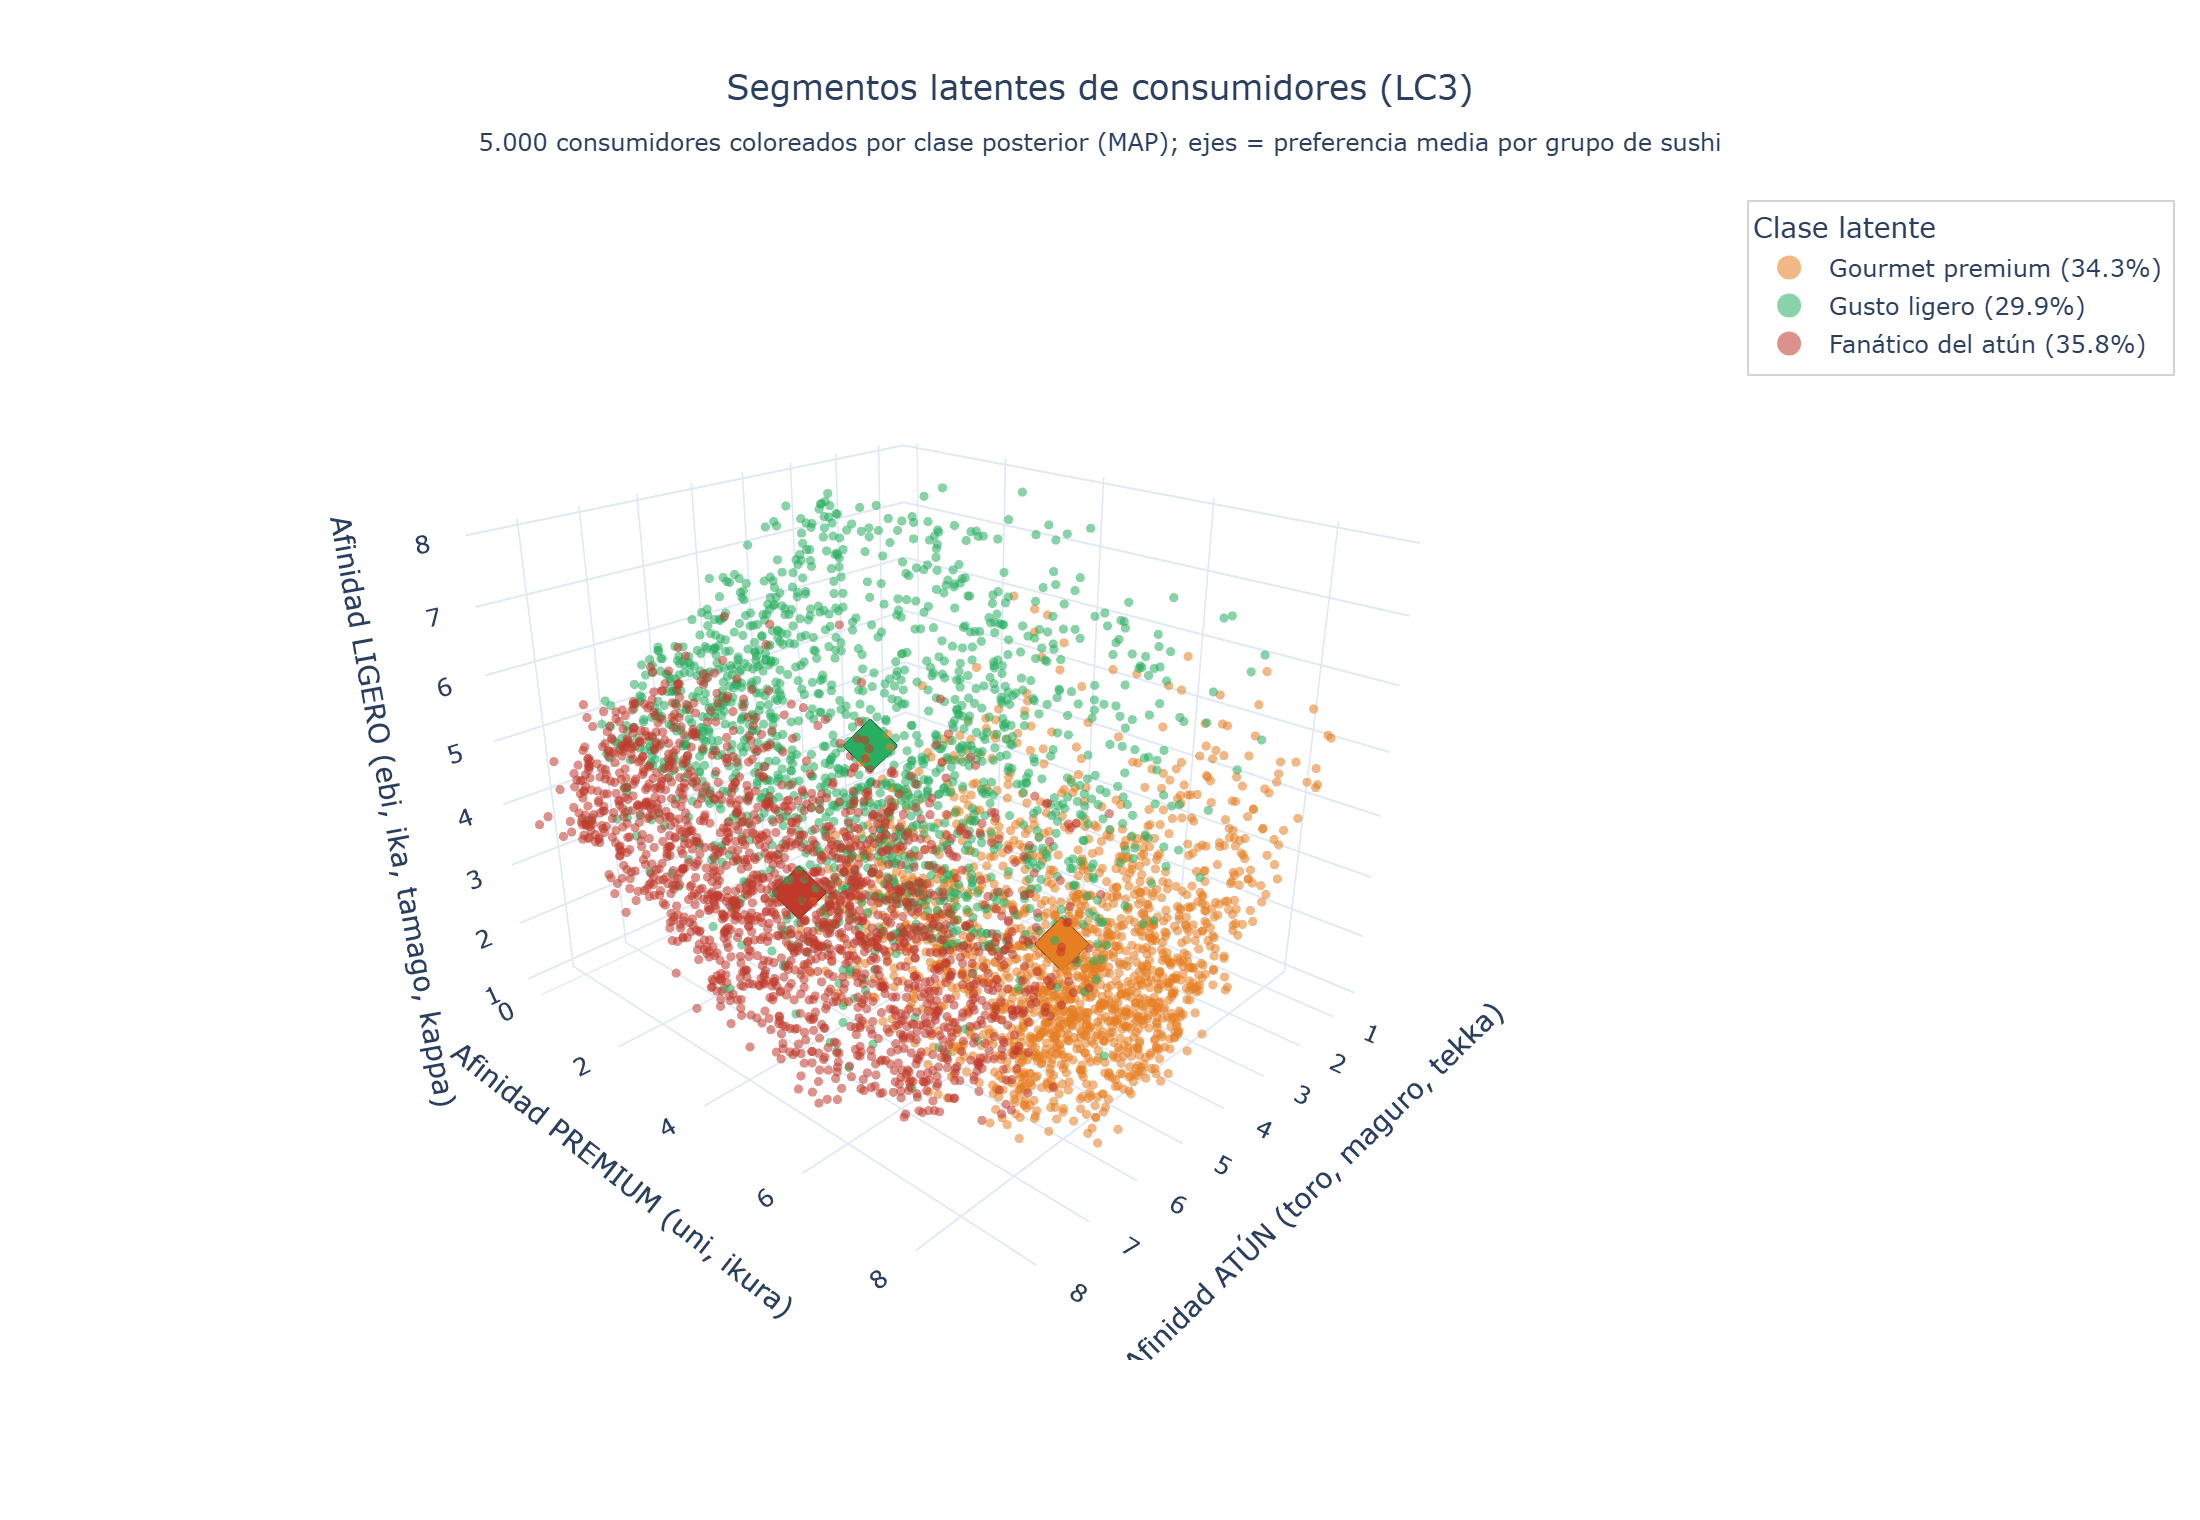 Segmentos latentes de consumidores (LC3)
5.000 consumidores coloreados por clase posterior (MAP); ejes = preferencia media por grupo de sushi
Clase latente
Gourmet premium (34.3%)
Gusto ligero (29.9%)
Fanático del atún (35.8%)
Afinidad LIGERO (ebi, ika, tamago, kappa)
8
7
6
5
4
3
2
1
Afinidad PREMIUM (uni, ikura)
0
2
4
6
8
Afinidad ATÚN (toro, maguro, tekka)
1
2
3
4
5
6
7
8